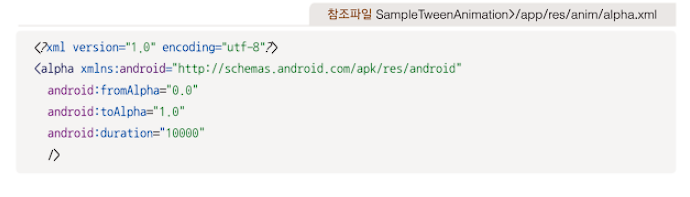 참조파일 SampleTweenAnimation>/app/res/anim/alpha.xml
<?xml version="1.0" encoding="utf-8"?>
<alpha xmlns:android="http://schemas.android.com/apk/res/android"
android:fromAlpha="0.0"
android:toAlpha="1.0"
android:duration="10000"
/>